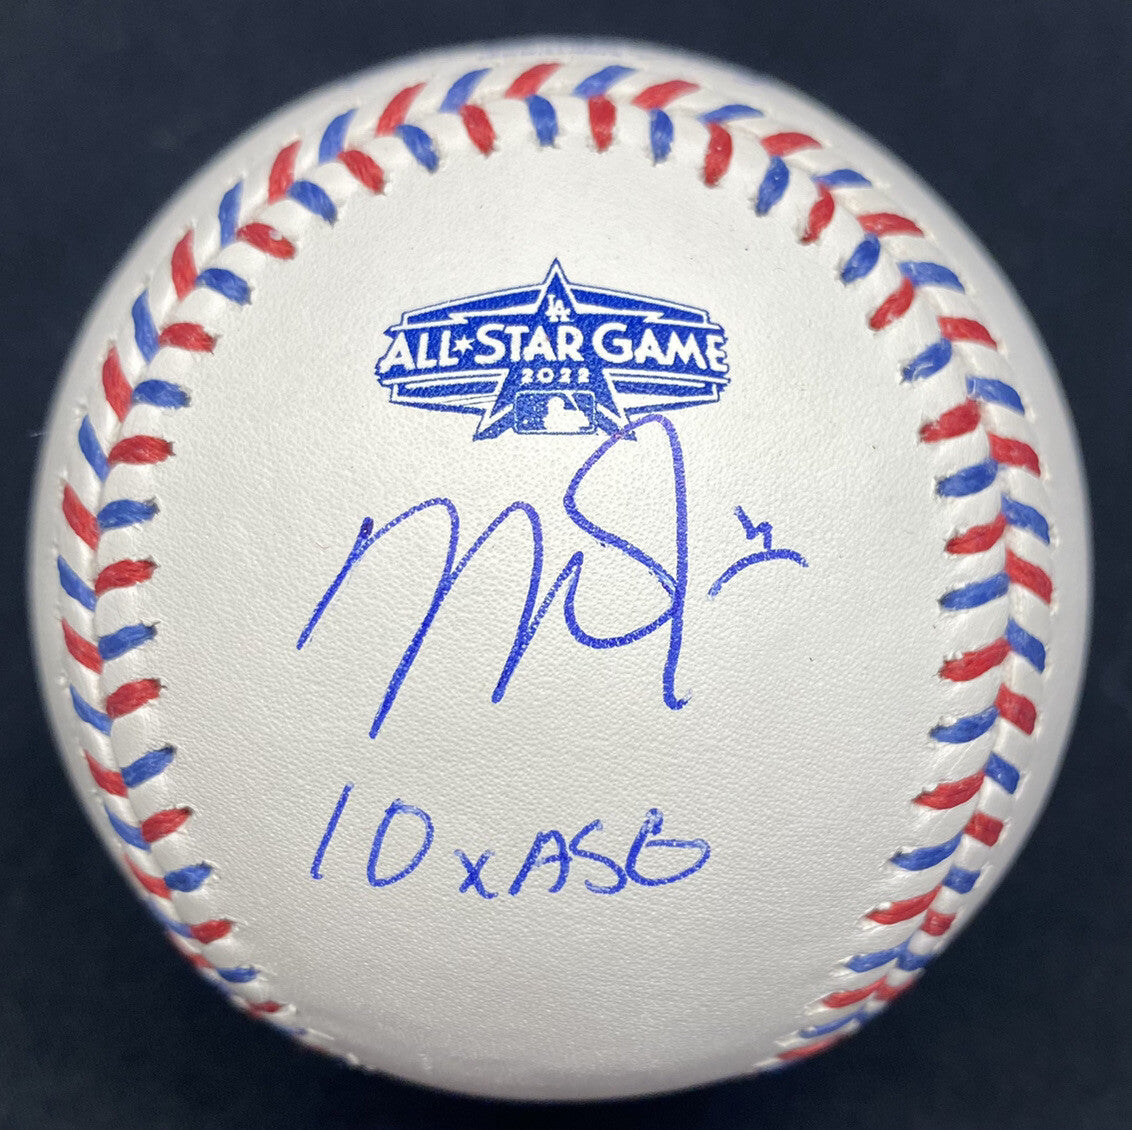 LA
ALL★STAR GAME
2022
10 x ASG